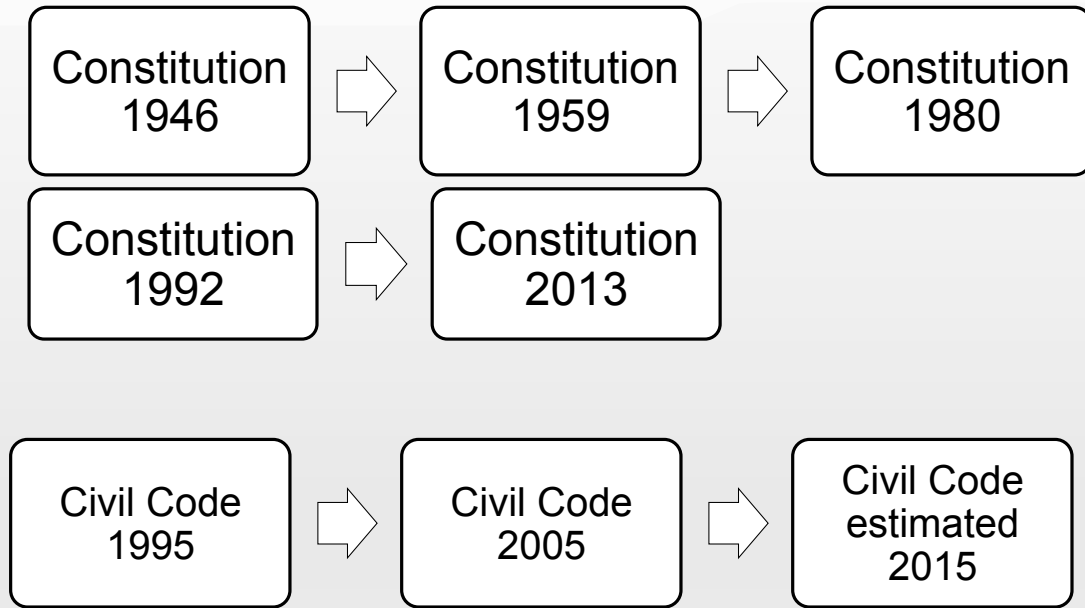 Constitution
1946
Constitution
1959
Constitution
1980
Constitution
1992
Constitution
2013
Civil Code
1995
Civil Code
2005
Civil Code
estimated
2015